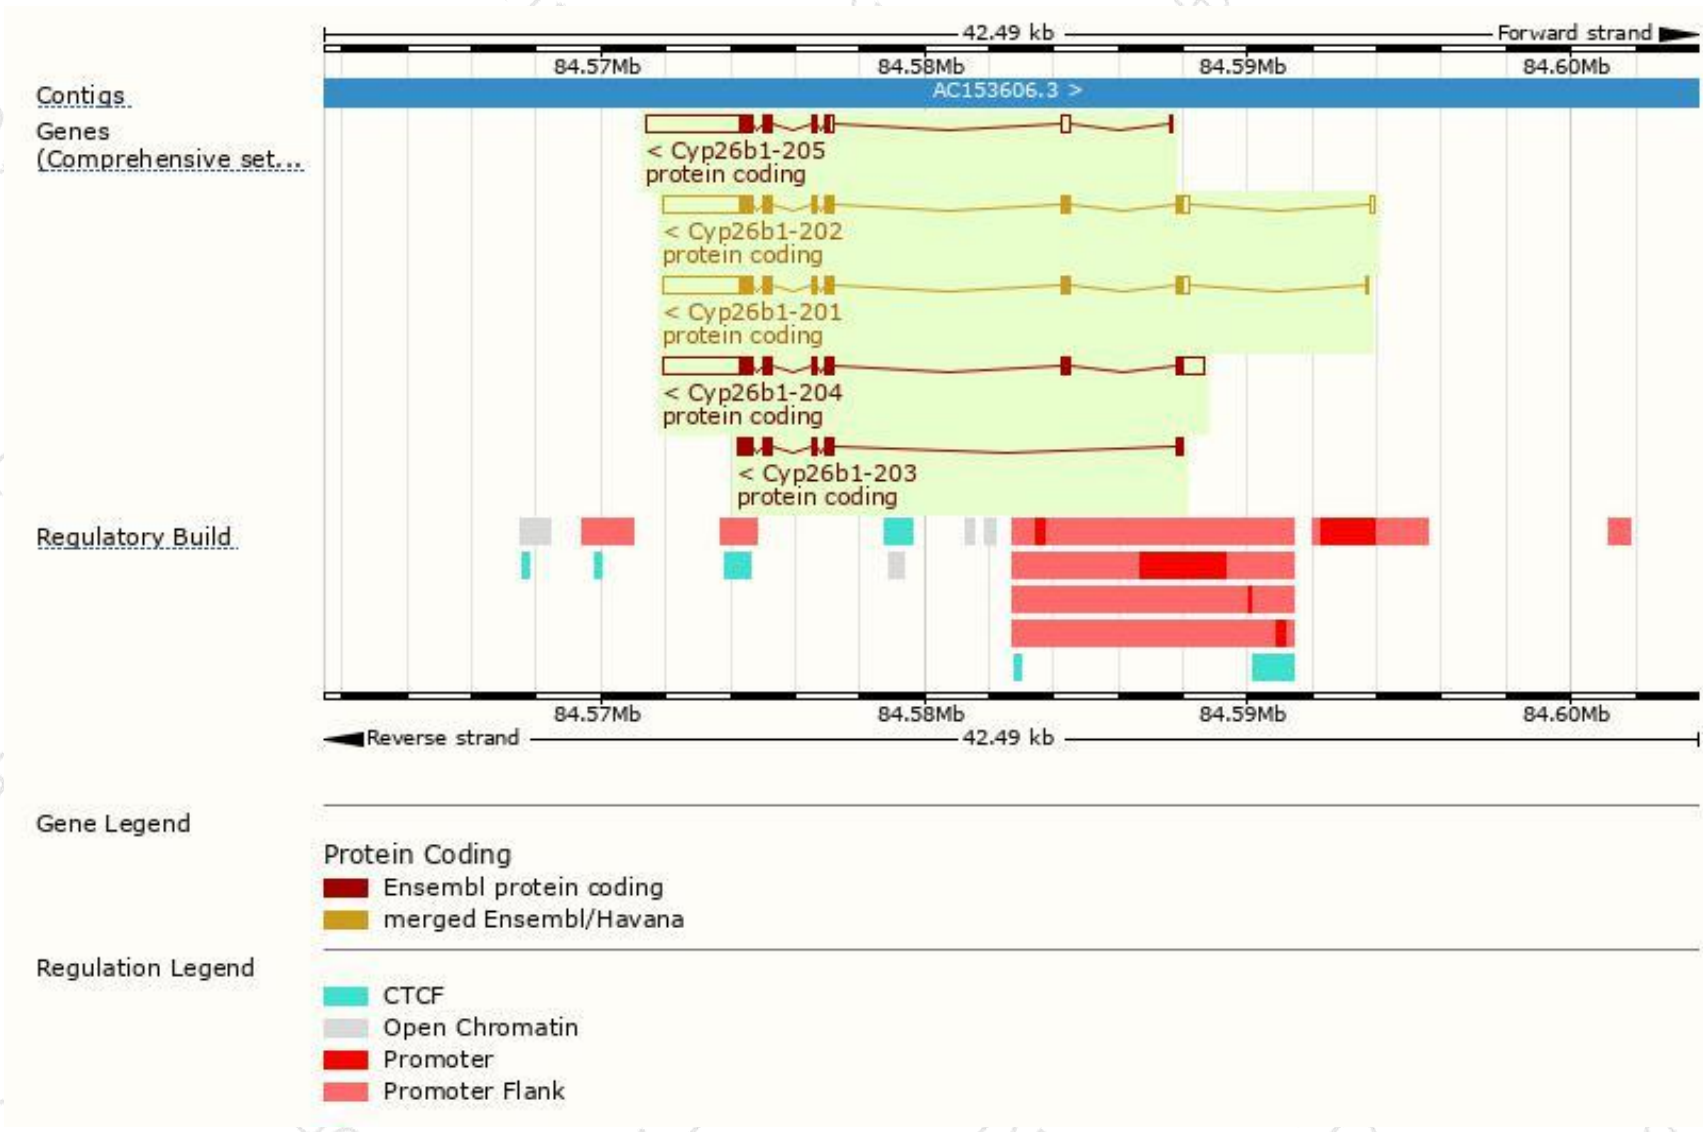 42.49 kb
Forward strand
84.57Mb 84.58Mb 84.59Mb 84.60Mb
Contigs
AC153606.3 >
Genes
(Comprehensive set...
< Cyp26b1-205
protein coding
< Cyp26b1-202
protein coding
< Cyp26b1-201
protein coding
< Cyp26b1-204
protein coding
< Cyp26b1-203
protein coding
Regulatory Build
84.57Mb 84.58Mb 84.59Mb 84.60Mb
Reverse strand
42.49 kb
Gene Legend
Protein Coding
Ensembl protein coding
merged Ensembl/Havana
Regulation Legend
CTCF
Open Chromatin
Promoter
Promoter Flank